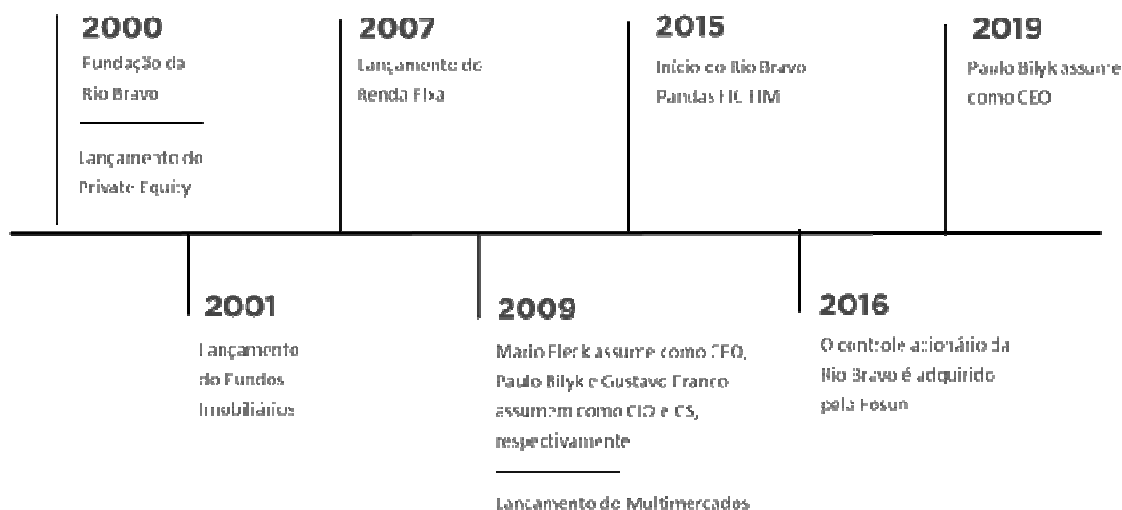 2000
Fundação da
Rio Bravo
Lançamento do
Private Equity
2007
Lançamento do
Renda Fixa
2015
Início do Rio Bravo
Pandas FIC FIM
2019
Paulo Bilyk assume
como CEO
2001
Lançamento
do Fundos
Imobiliários
2009
Mario Fleck assume como CEO,
Paulo Bilyk e Gustavo Franco
assumem como CIO e CS,
respectivamente
Lançamento do Multimercados
2016
O controle acionário da
Rio Bravo é adquirido
pela Fosun